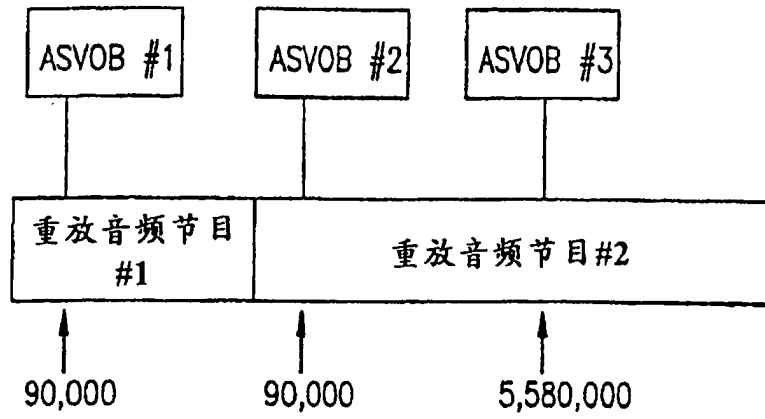 ASVOB #1
ASVOB #2
ASVOB #3
重放音频节目
#1
重放音频节目#2
90,000
90,000
5,580,000